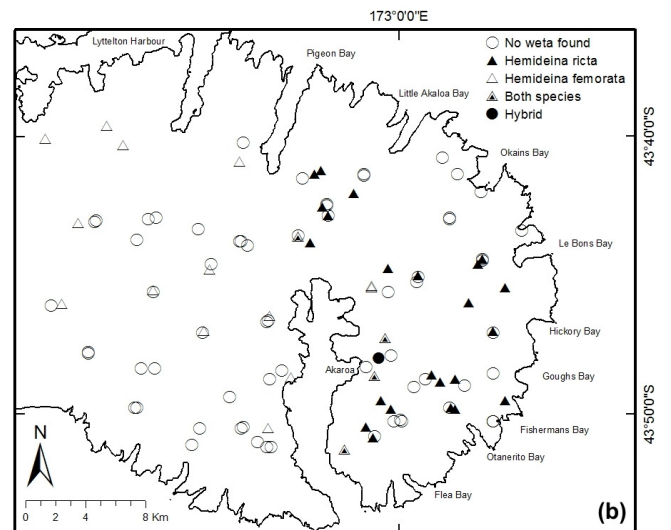 173°0'0"E
Lyttelton Harbour
Pigeon Bay
No weta found
Hemideina ricta
Little Akaloa Bay
Hemideina femorata
Both species
Hybrid
43°40'0"S
Okains Bay
Le Bons Bay
Hickory Bay
Akaroa
Goughs Bay
43°50'0"S
Fishermans Bay
N
Otanerito Bay
Flea Bay
0 2 4 8 Km
(b)